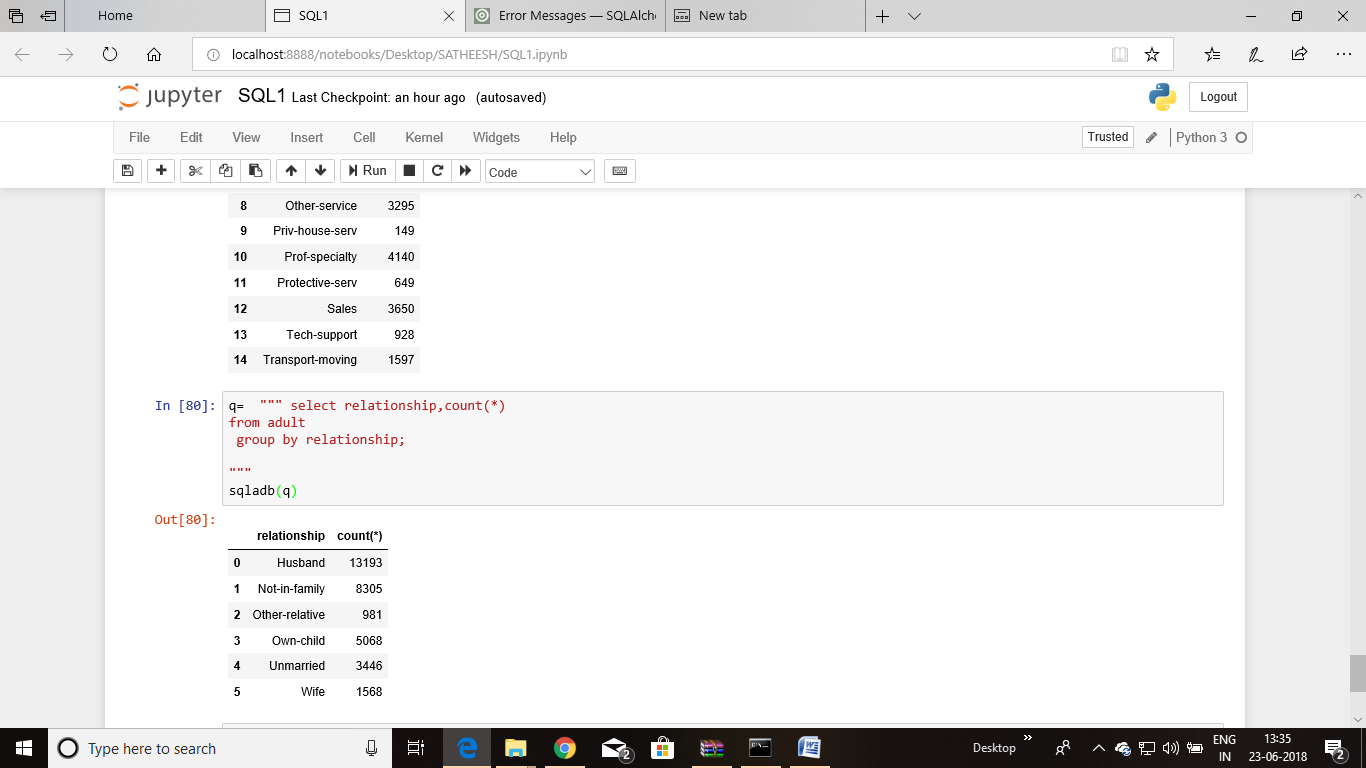 Home
SQL1
Error Messages — SQLAlch
New tab
localhost:8888/notebooks/Desktop/SATHEESH/SQL1.ipynb
jupyter SQL1 Last Checkpoint: an hour ago (autosaved)
Logout
File Edit View Insert Cell Kernel Widgets Help
Trusted
Python 3
Run
Code
8 Other-service 3295
9 Priv-house-serv 149
10 Prof-specialty 4140
11 Protective-serv 649
12 Sales 3650
13 Tech-support 928
14 Transport-moving 1597
In [80]: q= """ select relationship,count(*)
from adult
group by relationship;
"""
sqladb(q)
Out[80]:
relationship count(*)
0 Husband 13193
1 Not-in-family 8305
2 Other-relative 981
3 Own-child 5068
4 Unmarried 3446
5 Wife 1568
Type here to search
2
Desktop
ENG
IN
13:35
23-06-2018
2